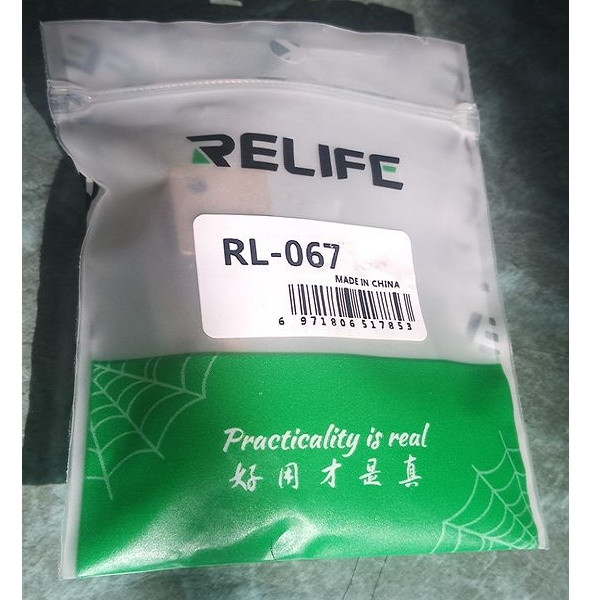 RELIFE
RL-067
MADE IN CHINA
6 971806 517853
Practicality is real
好用才是真